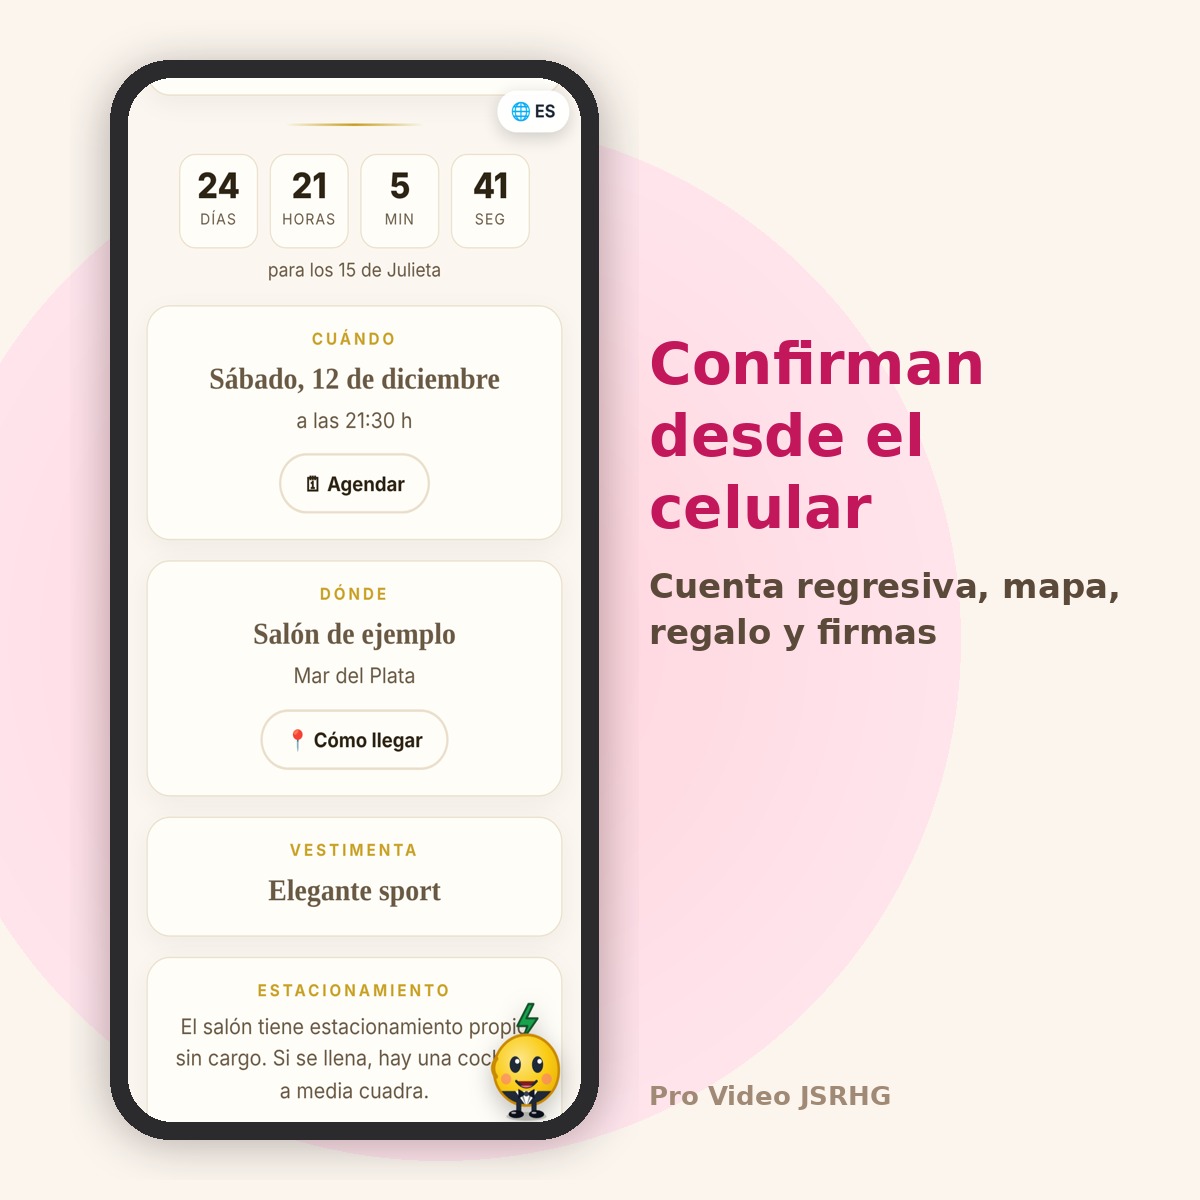 ES
24 21 5 41
DÍAS HORAS MIN SEG
para los 15 de Julieta
CUÁNDO
Sábado, 12 de diciembre
a las 21:30 h
Agendar
DÓNDE
Salón de ejemplo
Mar del Plata
Cómo llegar
VESTIMENTA
Elegante sport
ESTACIONAMIENTO
El salón tiene estacionamiento
sin cargo. Si se llena, hay una
a media cuadra.
Confirman
desde el
celular
Cuenta regresiva, mapa,
regalo y firmas
Pro Video JSRHG